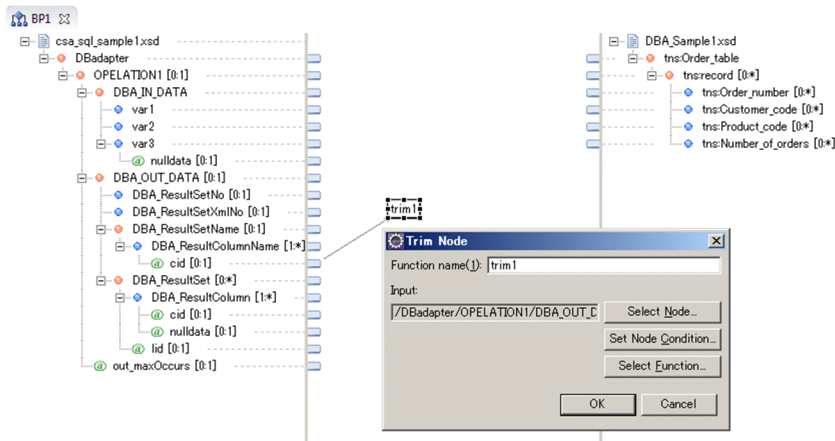 BP1
csa_sql_sample1.xsd
DBadapter
OPELATION1 [0:1]
DBA_IN_DATA
var1
var2
var3
nulldata [0:1]
DBA_OUT_DATA [0:1]
DBA_ResultSetNo [0:1]
DBA_ResultSetXmlNo [0:1]
DBA_ResultSetName [0:1]
DBA_ResultColumnName [1:*]
cid [0:1]
DBA_ResultSet [0:*]
DBA_ResultColumn [1:*]
cid [0:1]
nulldata [0:1]
lid [0:1]
out_maxOccurs [0:1]
trim1
DBA_Sample1.xsd
tns:Order_table
tns:record [0:*]
tns:Order_number [0:*]
tns:Customer_code [0:*]
tns:Product_code [0:*]
tns:Number_of_orders [0:*]
Trim Node
Function name(1): trim1
Input:
/DBadapter/OPELATION1/DBA_OUT_D
Select Node...
Set Node Condition...
Select Function...
OK
Cancel